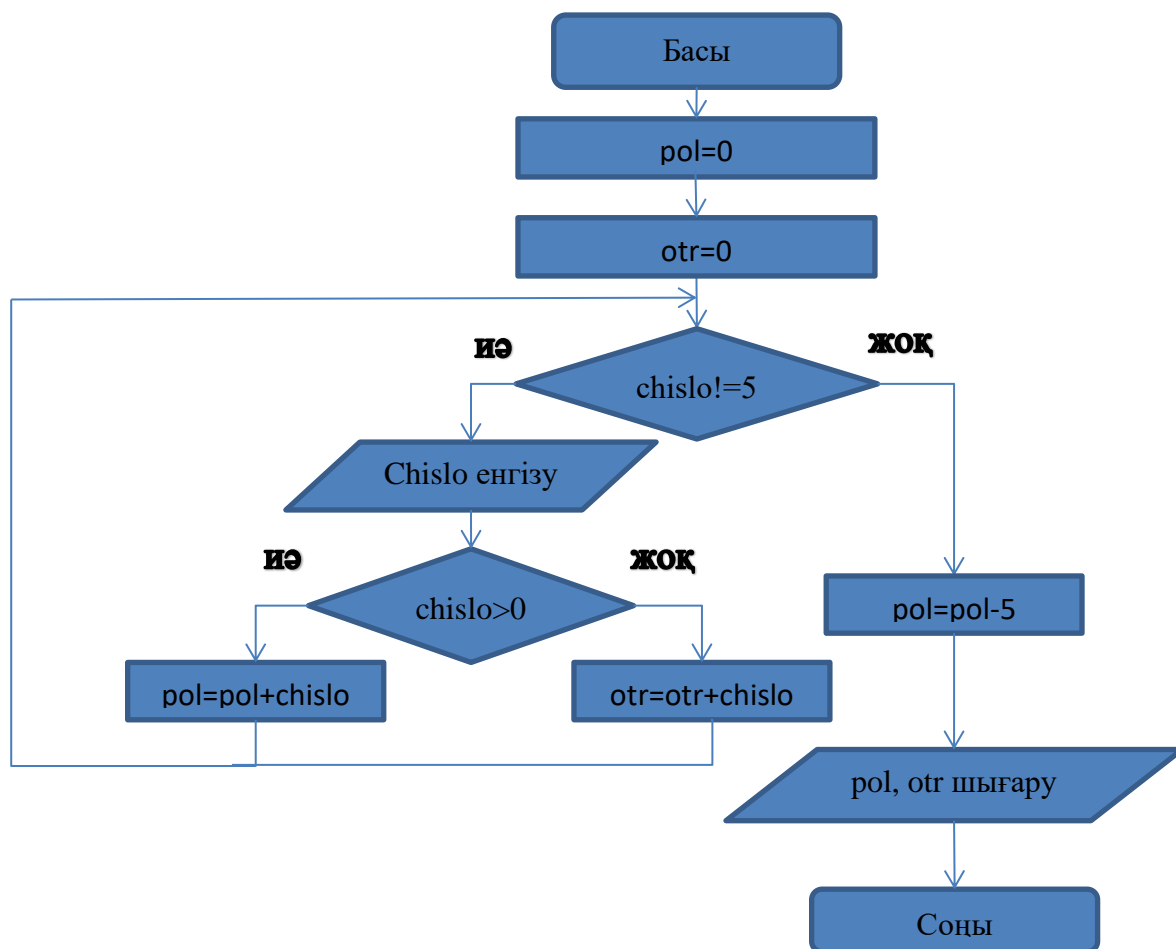 Басы
pol=0
otr=0
иә
жоқ
chislo!=5
Chislo енгізу
иә
жоқ
chislo>0
pol=pol-5
pol=pol+chislo
otr=otr+chislo
pol, otr шығару
Соңы